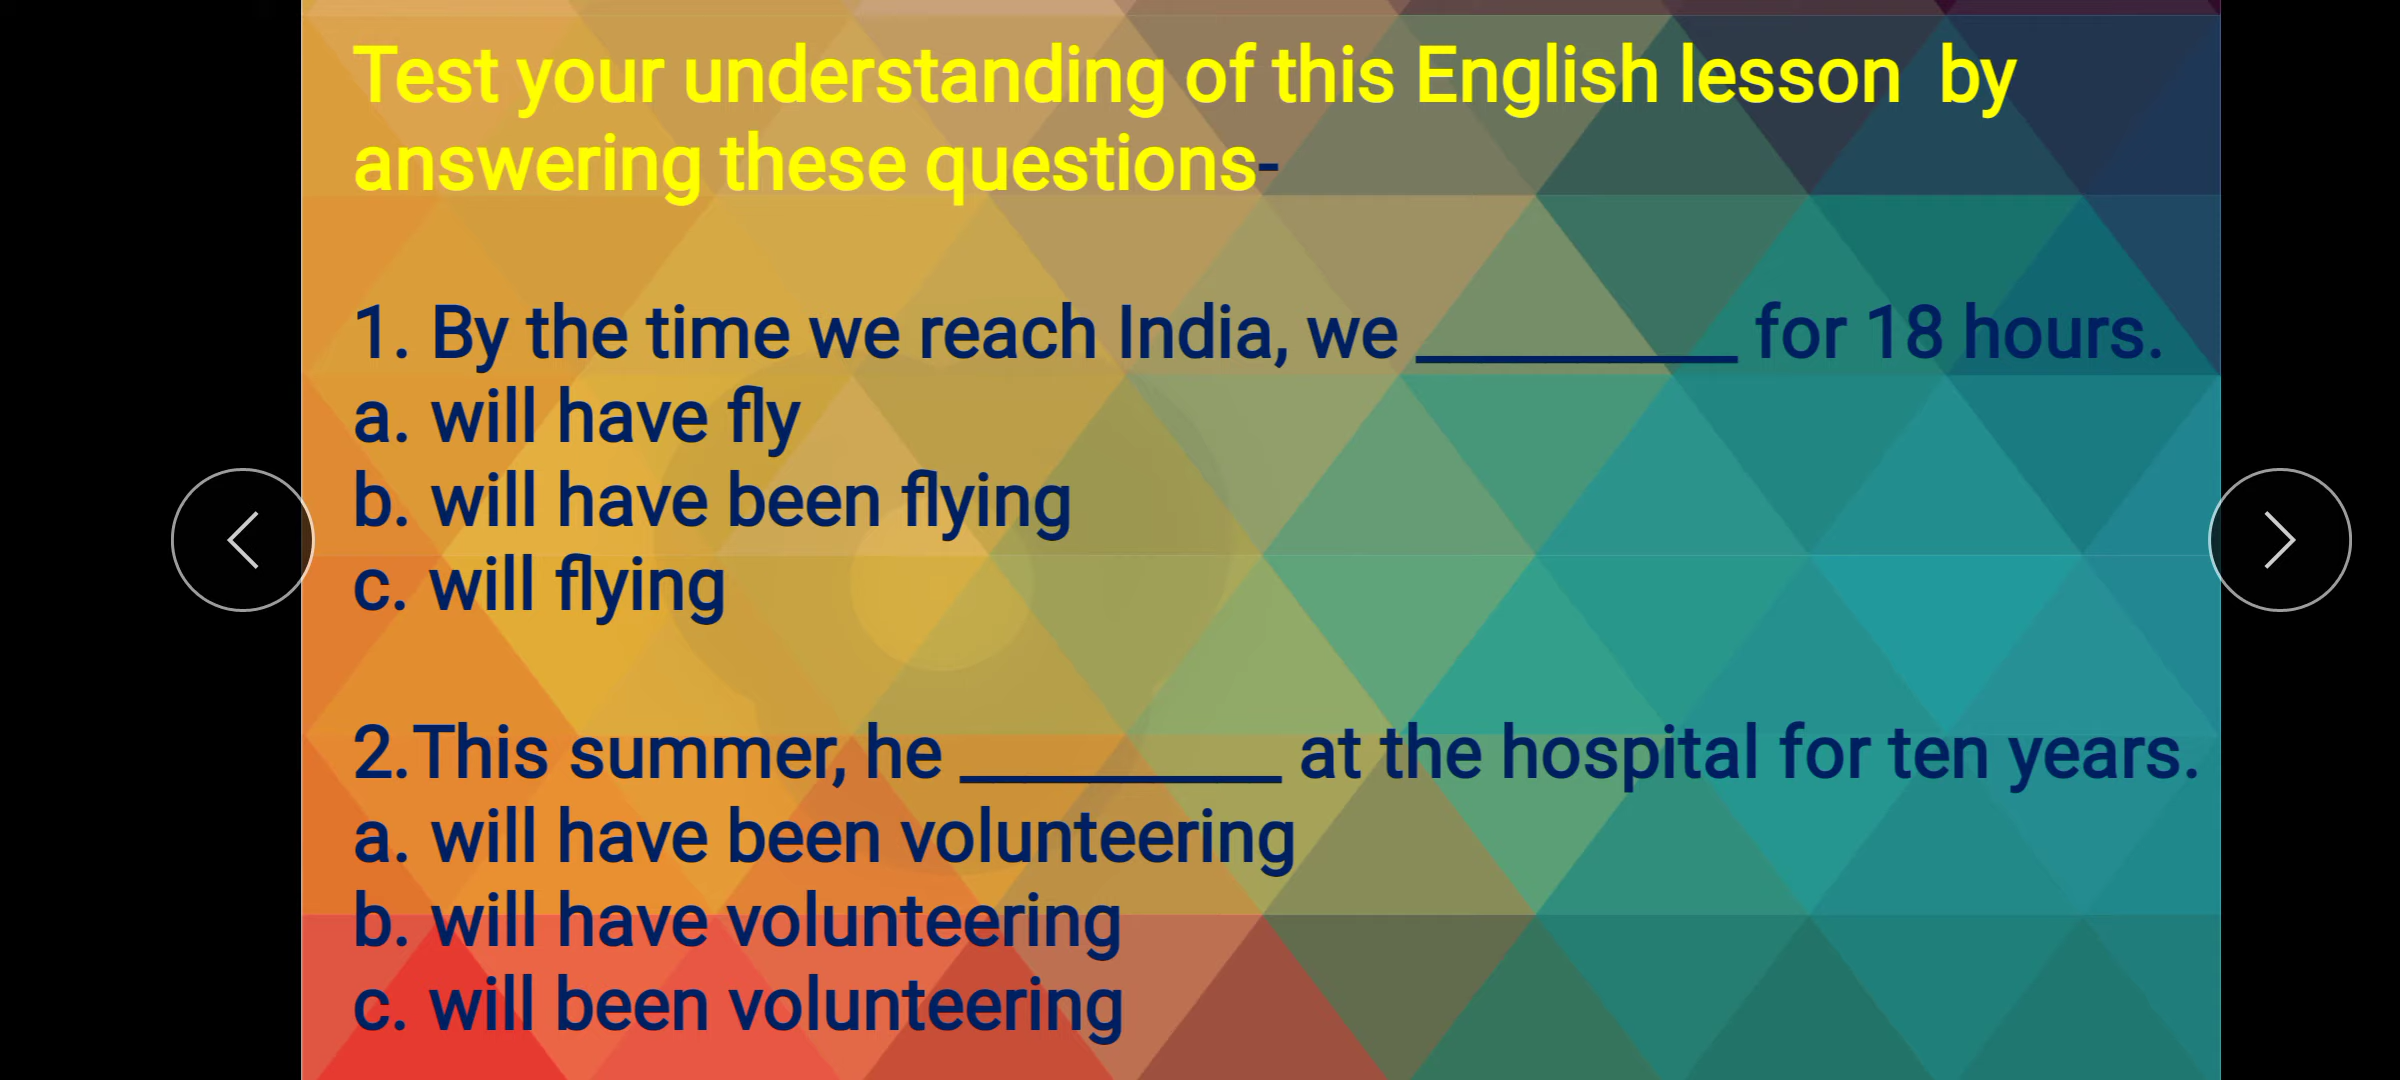 Test your understanding of this English lesson  by
answering these questions-
1. By the time we reach India, we __________ for 18 hours.
a. will have fly
b. will have been flying
c. will flying
2.This summer, he __________ at the hospital for ten years.
a. will have been volunteering
b. will have volunteering
c. will been volunteering